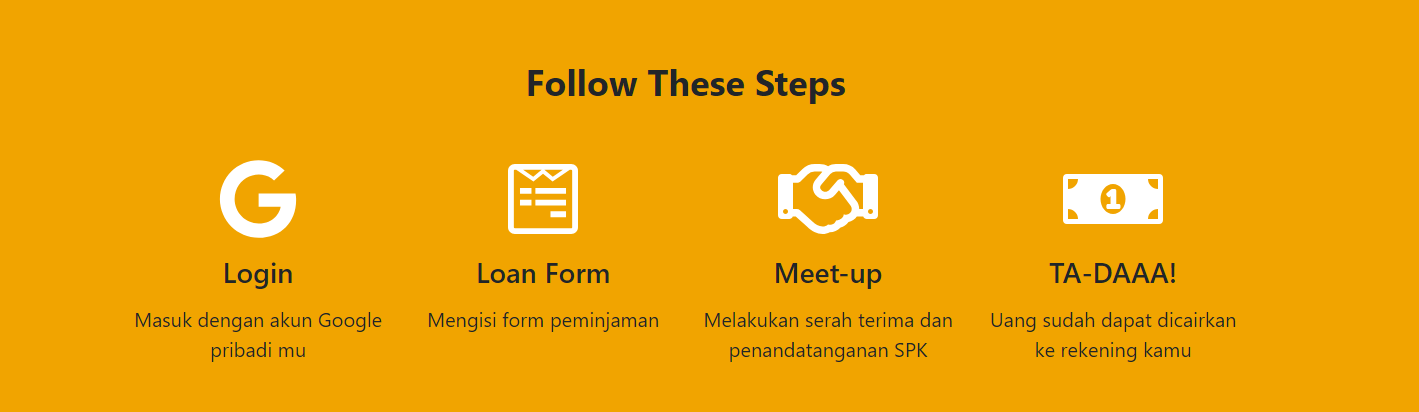 Follow These Steps
G
Login
Masuk dengan akun Google
pribadi mu
Loan Form
Mengisi form peminjaman
Meet-up
Melakukan serah terima dan
penandatanganan SPK
1
TA-DAAA!
Uang sudah dapat dicairkan
ke rekening kamu